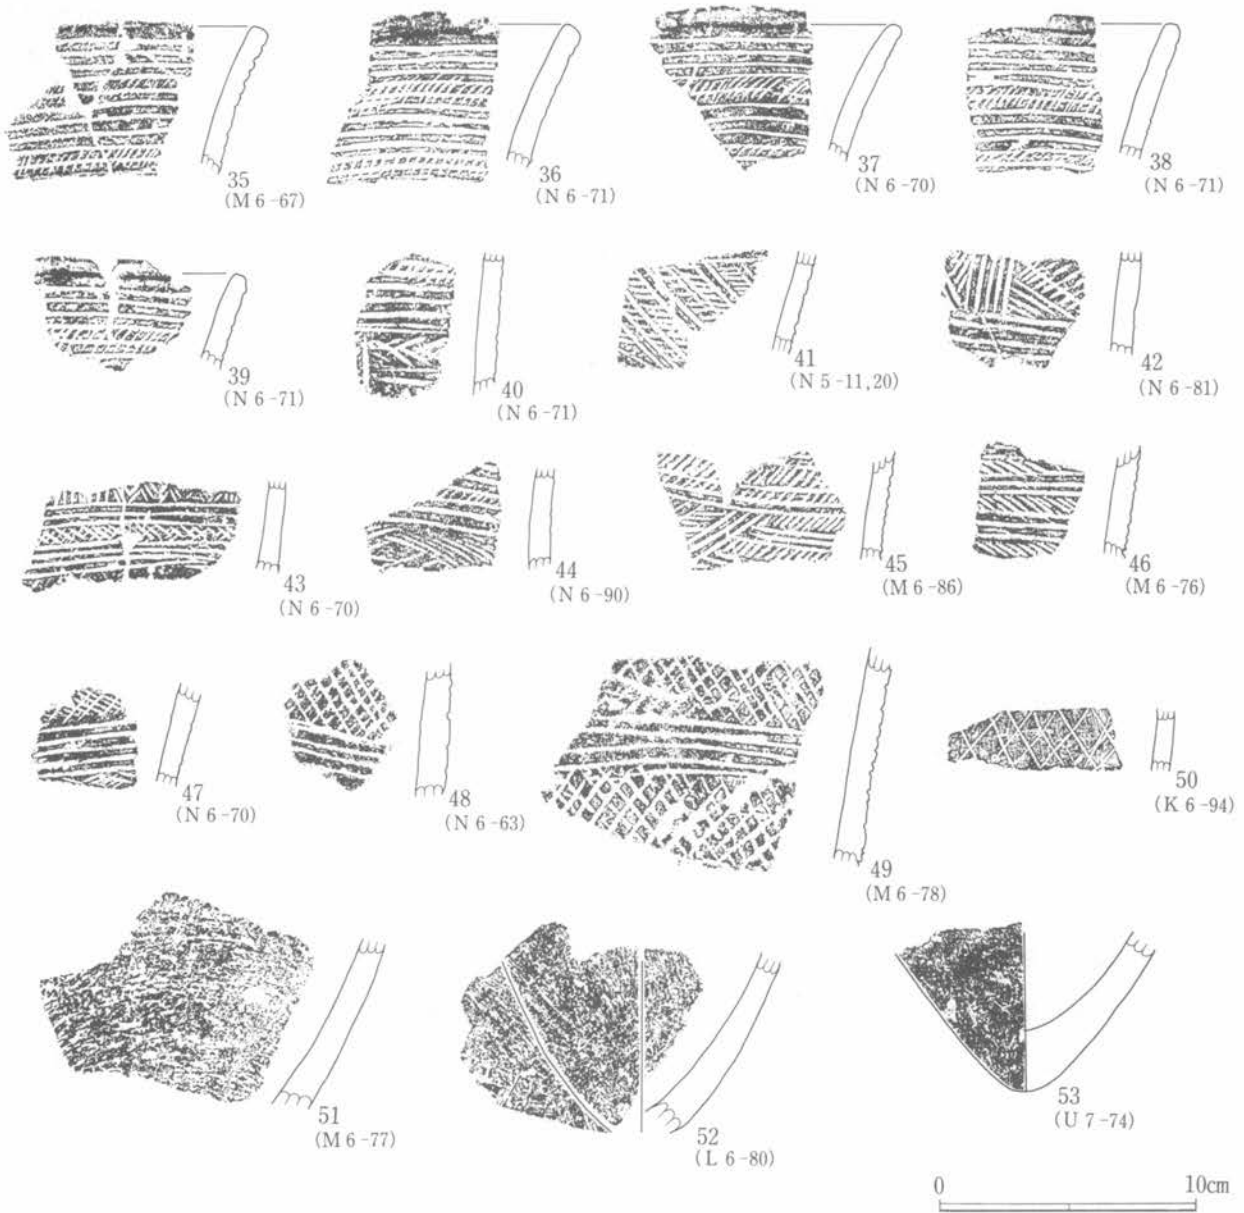 35
(M 6-67)
36
(N 6-71)
37
(N 6-70)
38
(N 6-71)
39
(N 6-71)
40
(N 6-71)
41
(N 5-11,20)
42
(N 6-81)
43
(N 6-70)
44
(N 6-90)
45
(M 6-86)
46
(M 6-76)
47
(N 6-70)
48
(N 6-63)
49
(M 6-78)
50
(K 6-94)
51
(M 6-77)
52
(L 6-80)
53
(U 7-74)
0 10cm